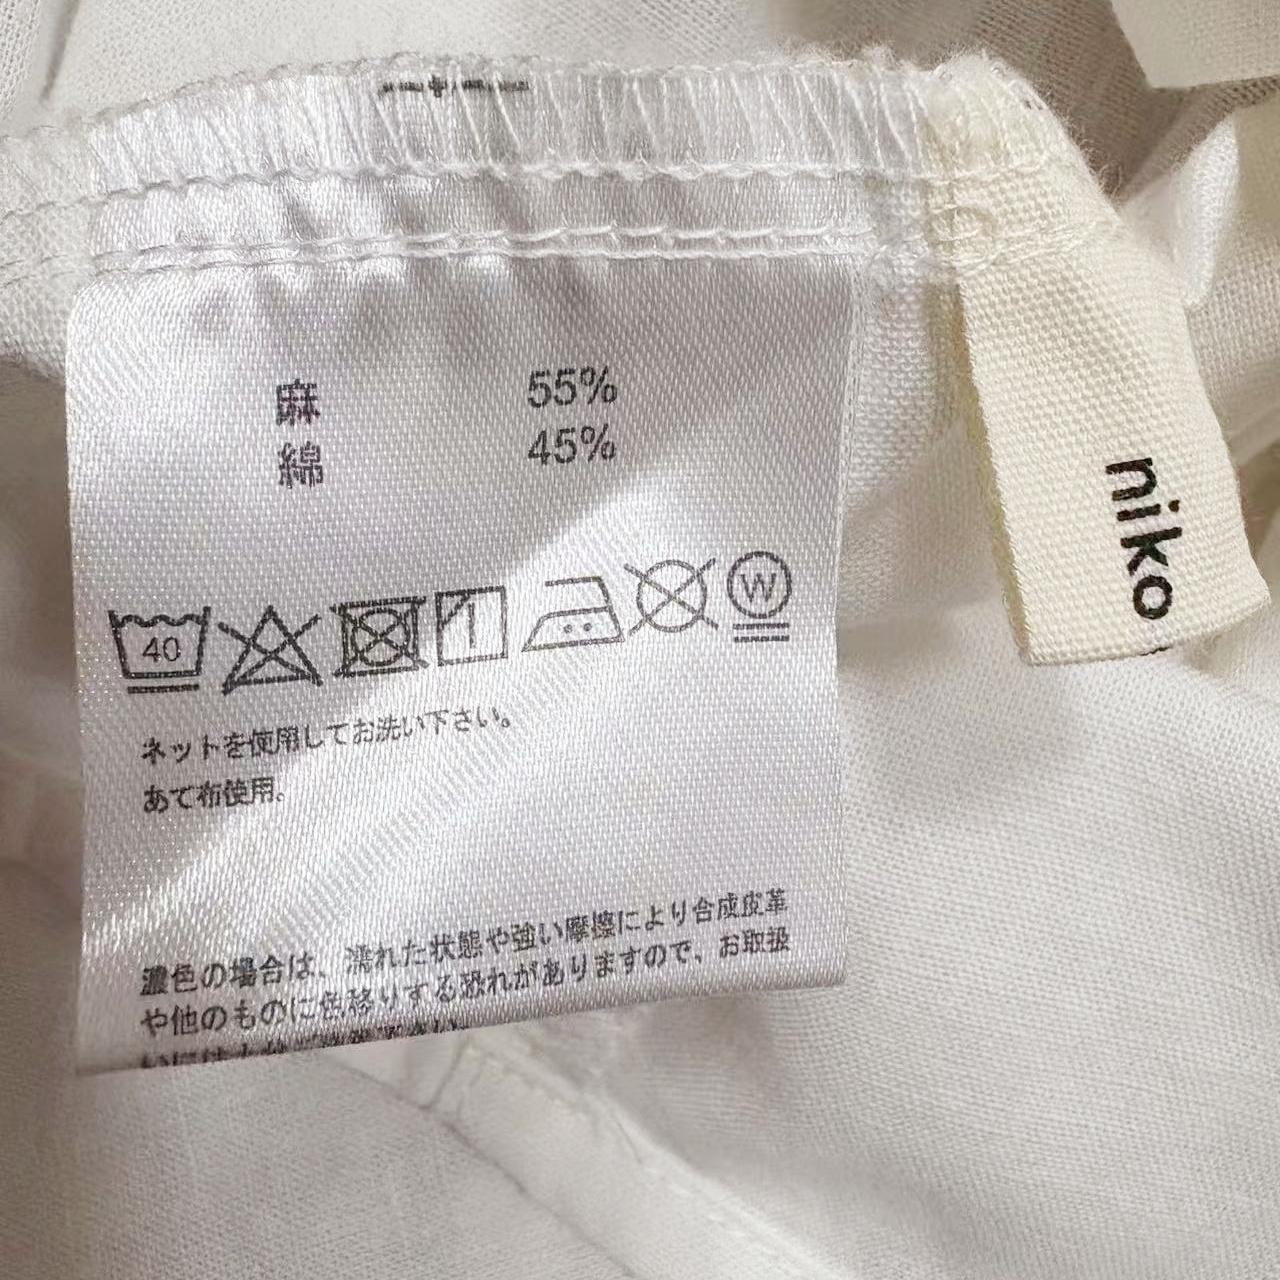 麻 55%
綿 45%
40
W
ネットを使用してお洗い下さい。
あて布使用。
濃色の場合は、濡れた状態や強い摩擦により合成皮革
や他のものに色移りする恐れがありますので、お取扱
niko